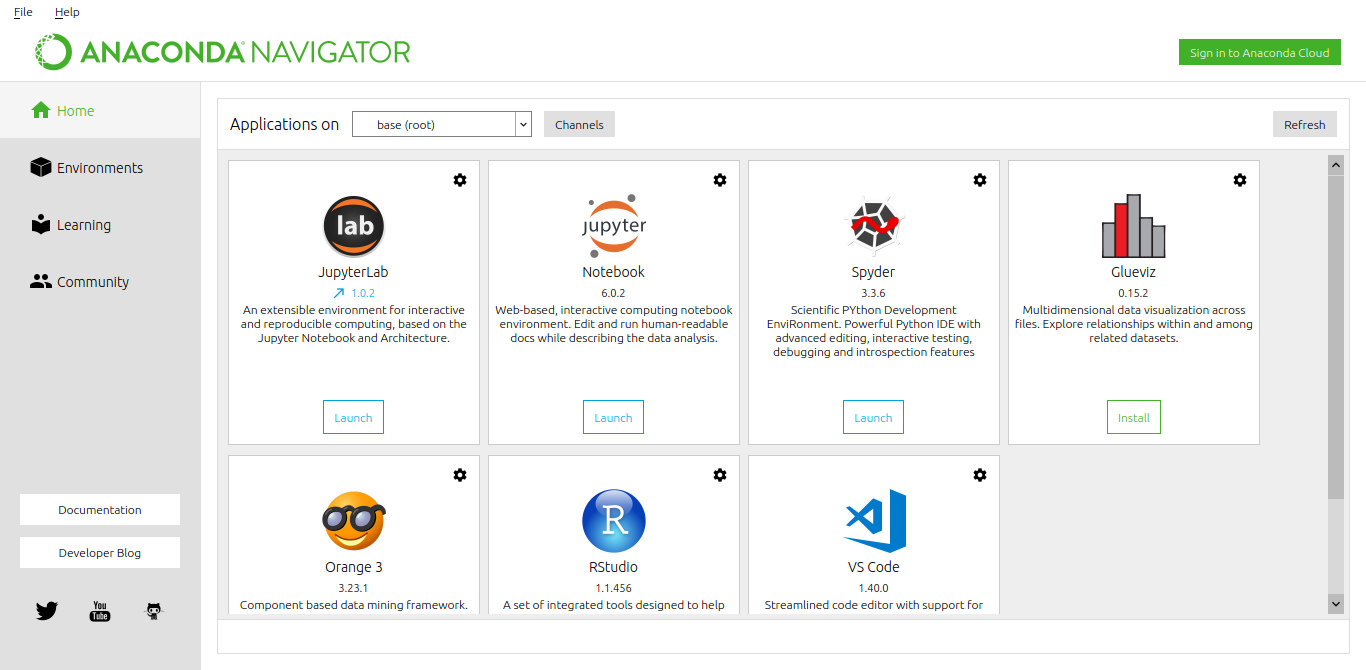 File Help
ANACONDA NAVIGATOR
Sign in to Anaconda Cloud
Home
Environments
Learning
Community
Documentation
Developer Blog
You
Tube
Applications on
base (root)
Channels
Refresh
lab
JupyterLab
1.0.2
An extensible environment for interactive
and reproducible computing, based on the
Jupyter Notebook and Architecture.
Launch
jupyter
Notebook
6.0.2
Web-based, interactive computing notebook
environment. Edit and run human-readable
docs while describing the data analysis.
Launch
Spyder
3.3.6
Scientific PYthon Development
EnviRonment. Powerful Python IDE with
advanced editing, interactive testing,
debugging and introspection features
Launch
Glueviz
0.15.2
Multidimensional data visualization across
files. Explore relationships within and among
related datasets.
Install
Orange 3
3.23.1
Component based data mining framework.
R
RStudio
1.1.456
A set of integrated tools designed to help
VS Code
1.40.0
Streamlined code editor with support for